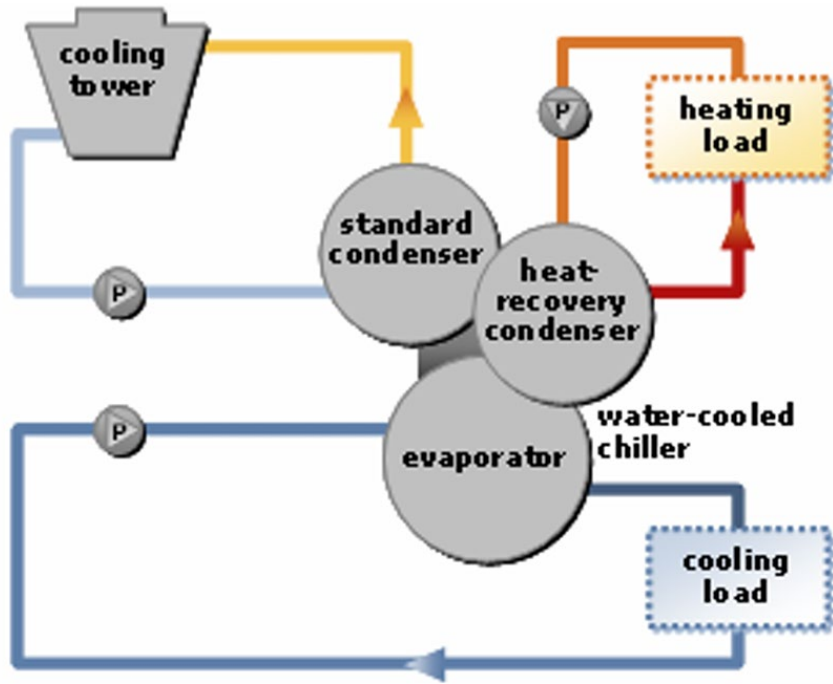 cooling
tower
heating
load
P
standard
condenser
heat-
recovery
condenser
P
P
water-cooled
chiller
evaporator
cooling
load